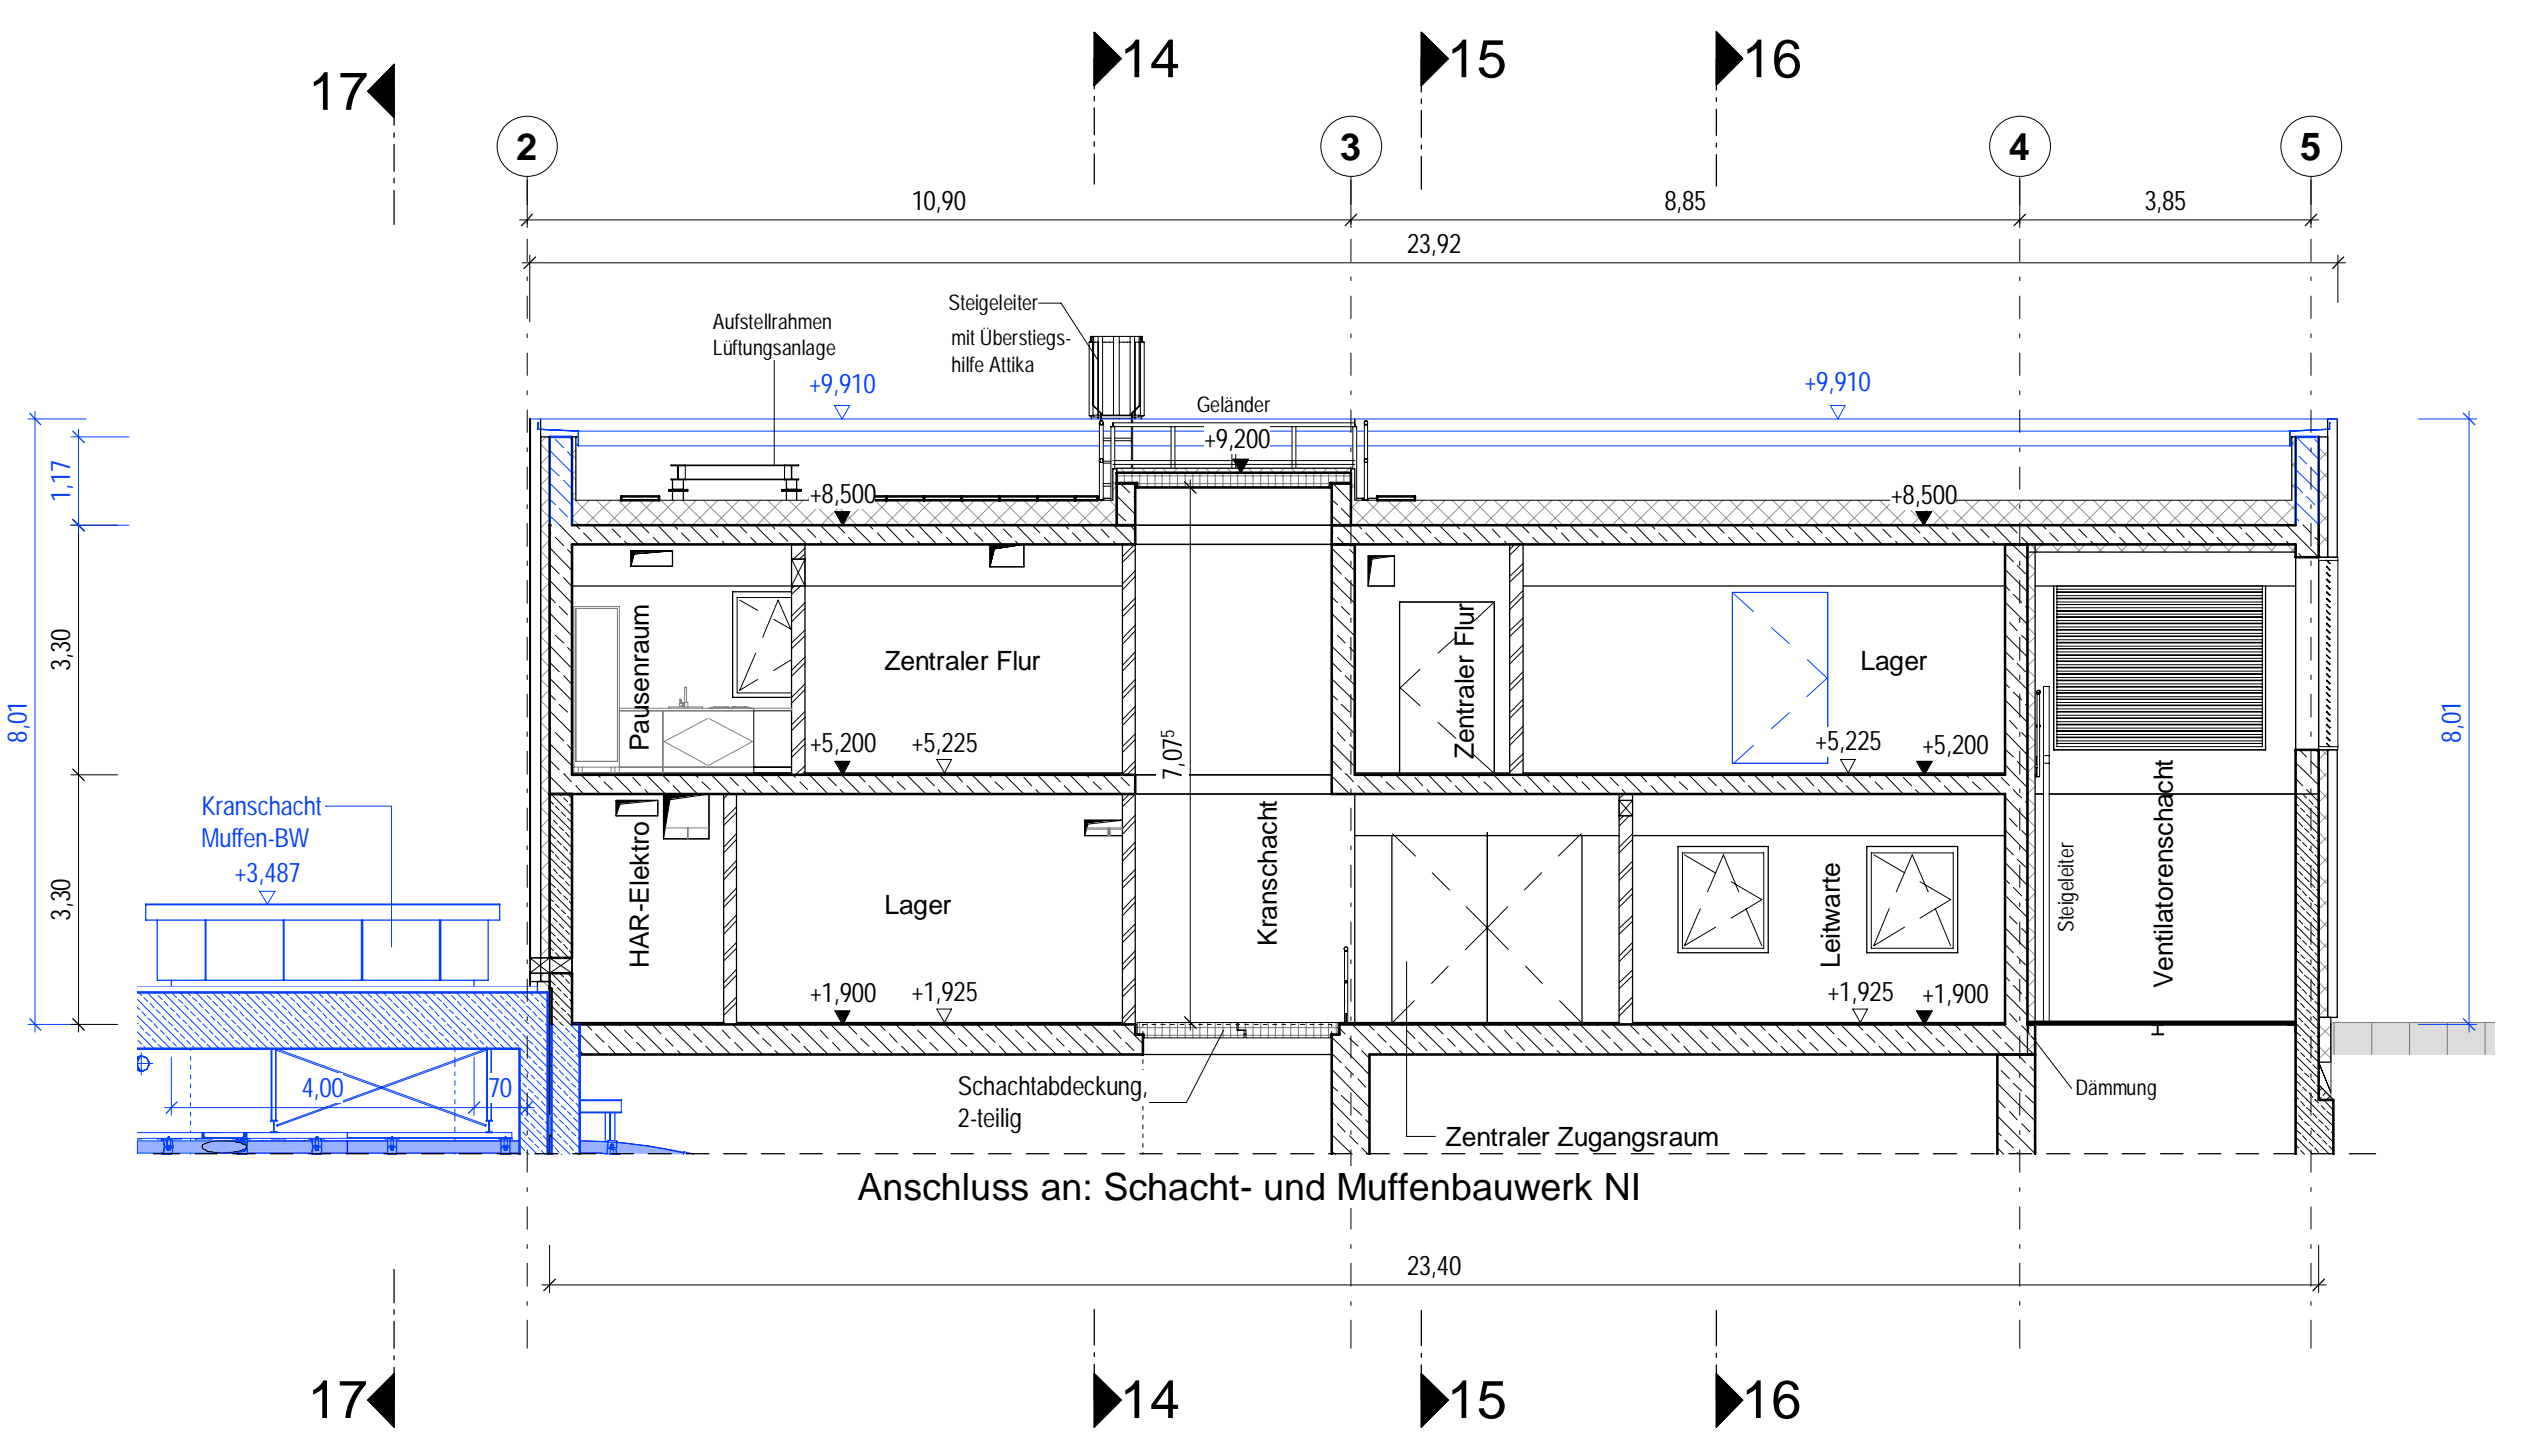 14
15
16
17
2
3
4
5
10,90
8,85
3,85
23,92
Steigeleiter
mit Überstiegs-
hilfe Attika
Aufstellrahmen
Lüftungsanlage
+9,910
+9,910
Geländer
+9,200
+8,500
+8,500
1,17
3,30
3,30
8,01
8,01
Pausenraum
Zentraler Flur
Zentraler Flur
Lager
7,07⁵
+5,200
+5,225
+5,225
+5,200
Kranschacht
Muffen-BW
+3,487
HAR-Elektro
Lager
Kranschacht
Leitwarte
Steigeleiter
Ventilatorenschacht
+1,900
+1,925
+1,925
+1,900
4,00
70
Schachtabdeckung,
2-teilig
Dämmung
Zentraler Zugangsraum
Anschluss an: Schacht- und Muffenbauwerk NI
23,40
17
14
15
16